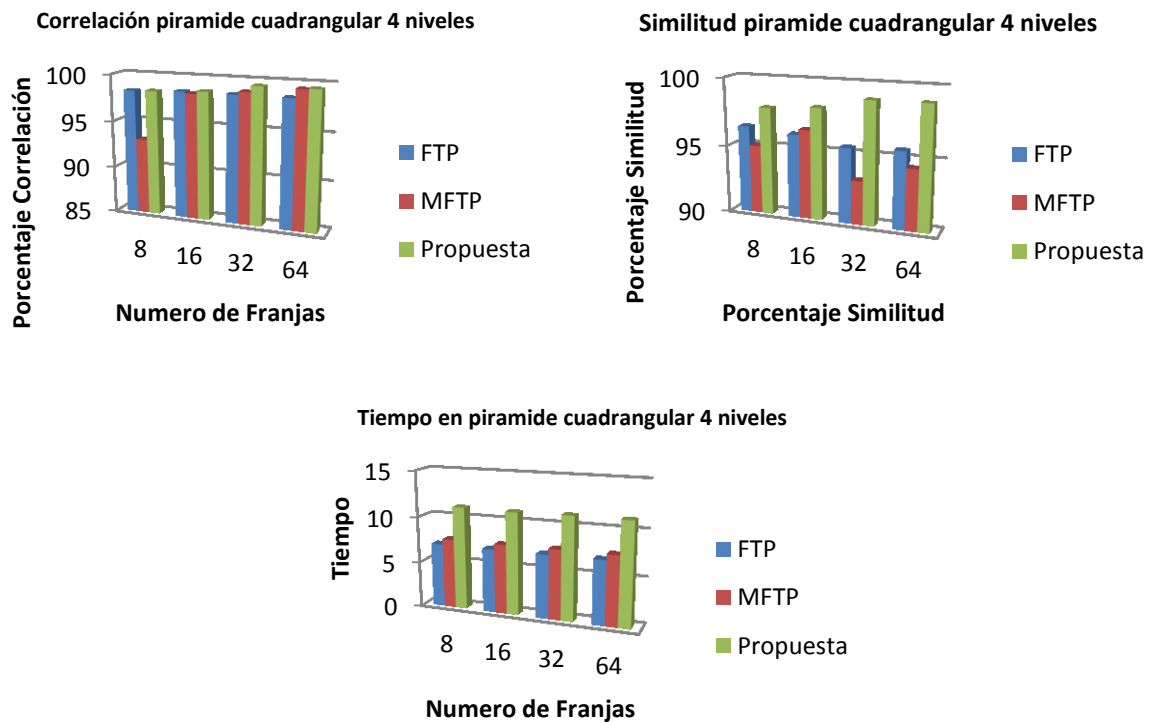 Correlación piramide cuadrangular 4 niveles
100
95
90
85
Porcentaje Correlación
8 16 32 64
Numero de Franjas
FTP
MFTP
Propuesta
Similitud piramide cuadrangular 4 niveles
100
95
90
Porcentaje Similitud
8 16 32 64
Porcentaje Similitud
FTP
MFTP
Propuesta
Tiempo en piramide cuadrangular 4 niveles
15
10
5
0
Tiempo
8 16 32 64
Numero de Franjas
FTP
MFTP
Propuesta